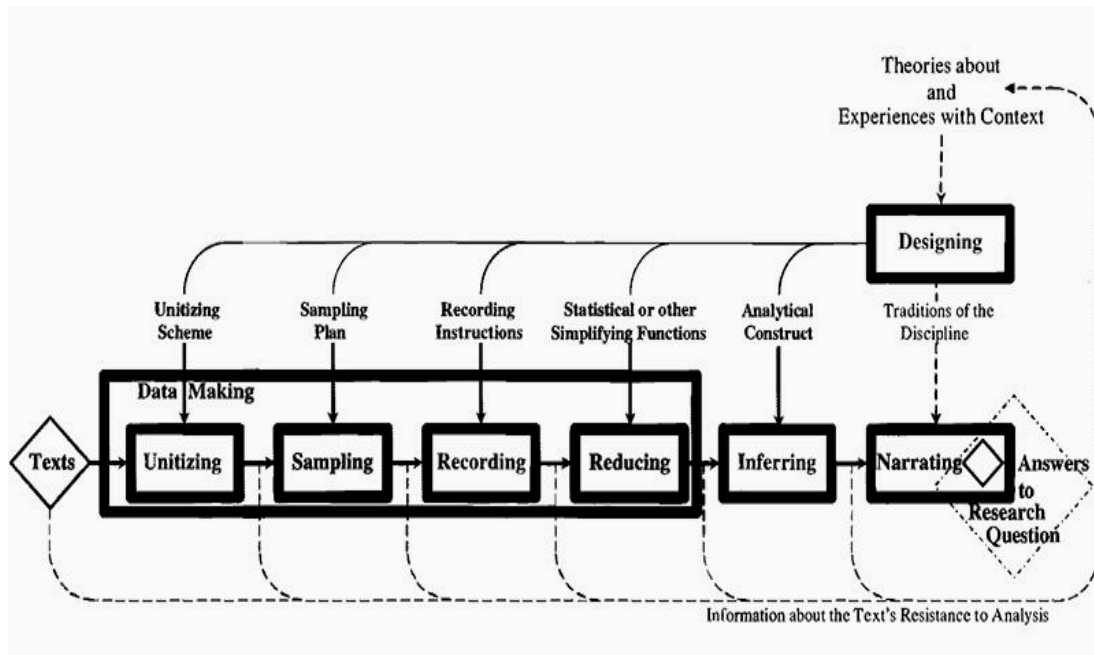 Theories about
and
Experiences with Context
Designing
Unitizing
Scheme
Sampling
Plan
Recording
Instructions
Statistical or other
Simplifying Functions
Analytical
Construct
Traditions of the
Discipline
Data Making
Texts
Unitizing
Sampling
Recording
Reducing
Inferring
Narrating
Answers
to
Research
Question
Information about the Text's Resistance to Analysis